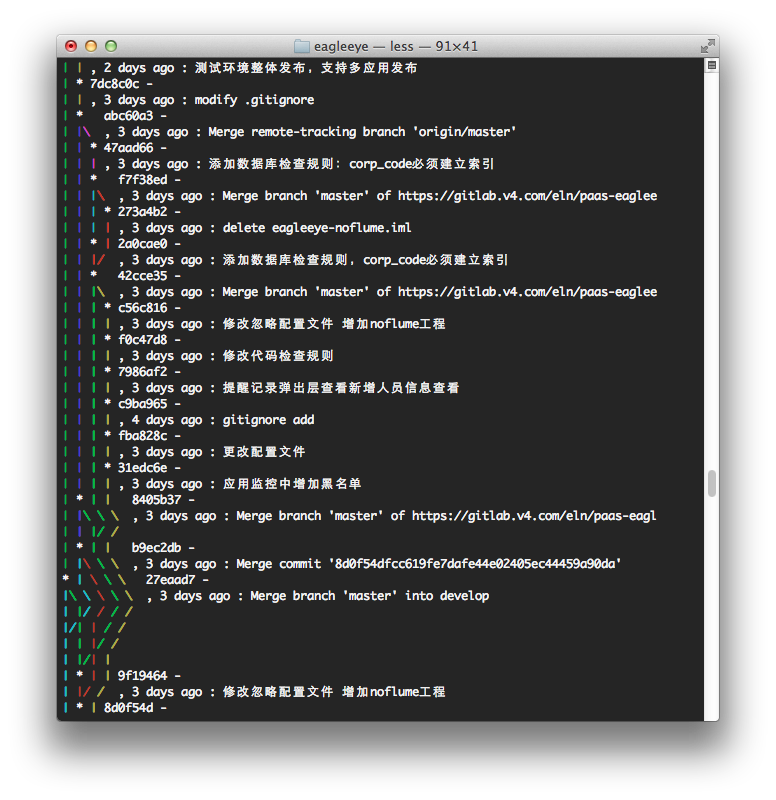 eagleeye — less — 91×41
| | , 2 days ago : 测试环境整体发布，支持多应用发布
| * 7dc8c0c -
| | , 3 days ago : modify .gitignore
| *   abc60a3 -
| |\  , 3 days ago : Merge remote-tracking branch 'origin/master'
| | * 47aad66 -
| | | , 3 days ago : 添加数据库检查规则：corp_code必须建立索引
| | *   f7f38ed -
| | |\  , 3 days ago : Merge branch 'master' of https://gitlab.v4.com/eln/paas-eaglee
| | | * 273a4b2 -
| | | | , 3 days ago : delete eagleeye-noflume.iml
| | * | 2a0cae0 -
| | |/ , 3 days ago : 添加数据库检查规则，corp_code必须建立索引
| | *   42cce35 -
| | |\  , 3 days ago : Merge branch 'master' of https://gitlab.v4.com/eln/paas-eaglee
| | | * c56c816 -
| | | | , 3 days ago : 修改忽略配置文件 增加noflume工程
| | | * f0c47d8 -
| | | | , 3 days ago : 修改代码检查规则
| | | * 7986af2 -
| | | | , 3 days ago : 提醒记录弹出层查看新增人员信息查看
| | | * c9ba965 -
| | | | , 4 days ago : gitignore add
| | | * fba828c -
| | | | , 3 days ago : 更改配置文件
| | | * 31edc6e -
| | | | , 3 days ago : 应用监控中增加黑名单
| * | |   8405b37 -
| |\ \ \  , 3 days ago : Merge branch 'master' of https://gitlab.v4.com/eln/paas-eagl
| | |/ /
| * | |   b9ec2db -
| |\ \ \  , 3 days ago : Merge commit '8d0f54dfcc619fe7dafe44e02405ec44459a90da'
* | \ \ \   27eaad7 -
|\ \ \ \ \  , 3 days ago : Merge branch 'master' into develop
| |/ / / /
|/| | / /
| | |/ /
| |/| |
| * | | 9f19464 -
| |/ /  , 3 days ago : 修改忽略配置文件 增加noflume工程
| * | 8d0f54d -